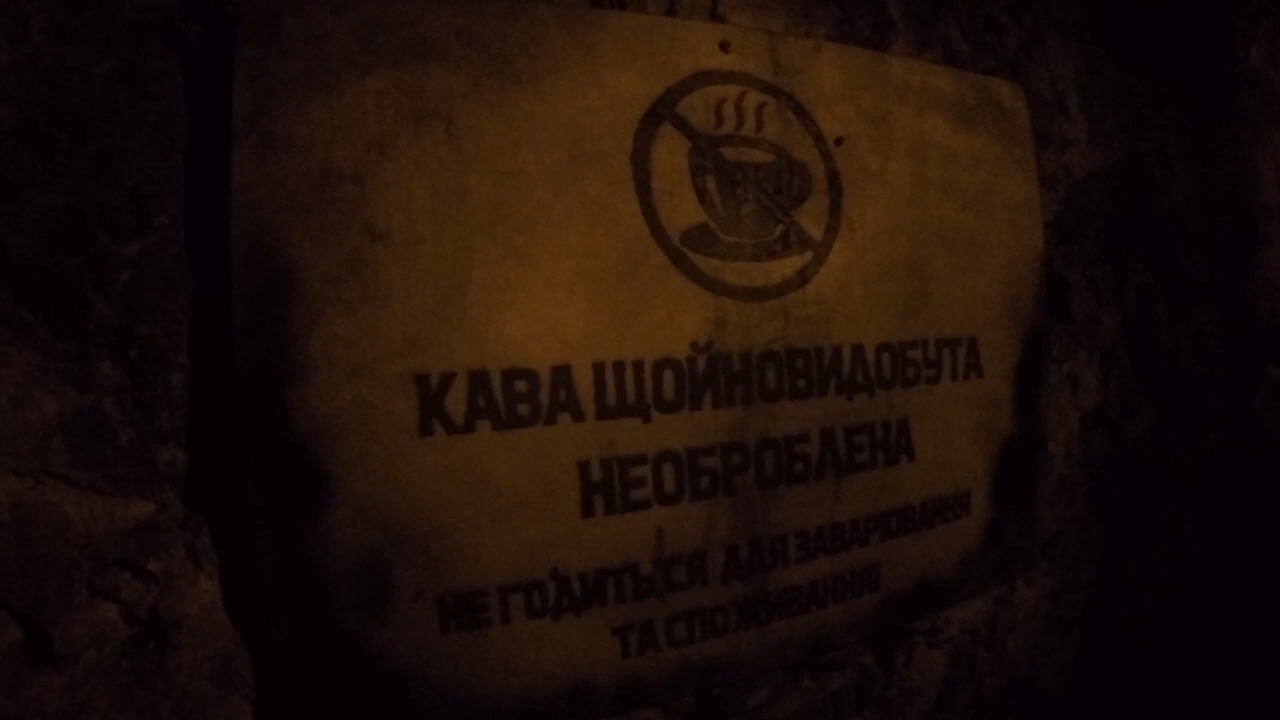 КАВА ЩОЙНОВИДОБУТА
НЕОБРОБЛЕНА
НЕ ГОДИТЬСЯ ДЛЯ ЗАВАРЮВАННЯ
ТА СПОЖИВАННЯ!